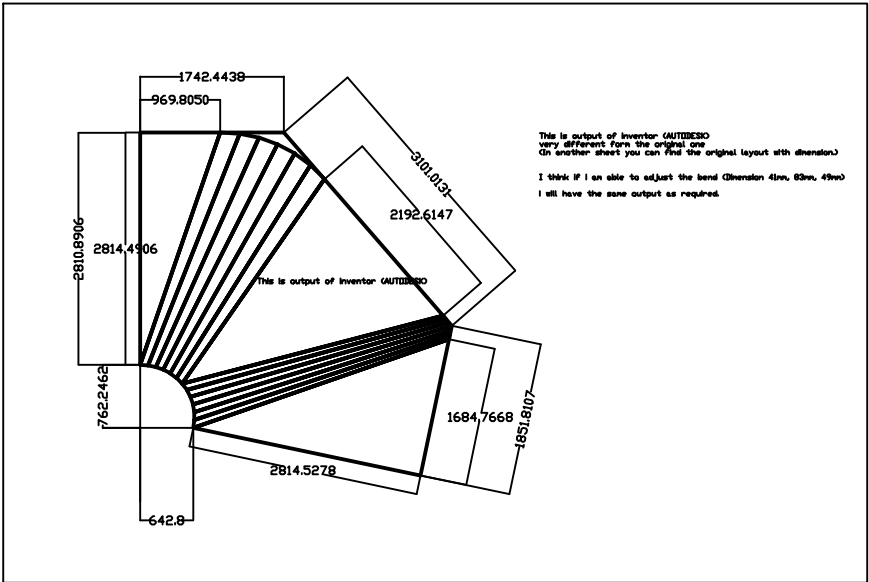 1742.4438
969.8050
This is output of inventor (AUTODESK)
very different form the original one
(In another sheet you can find the original layout with dimension.)
I think if I am able to adjust the bend (Dimension 41mm, 83mm, 49mm)
I will have the same output as required.
3101.0131
2192.6147
2810.8906
2814.4906
This is output of inventor (AUTODESK)
762.2462
1684.7668
1851.8107
2814.5278
642.8